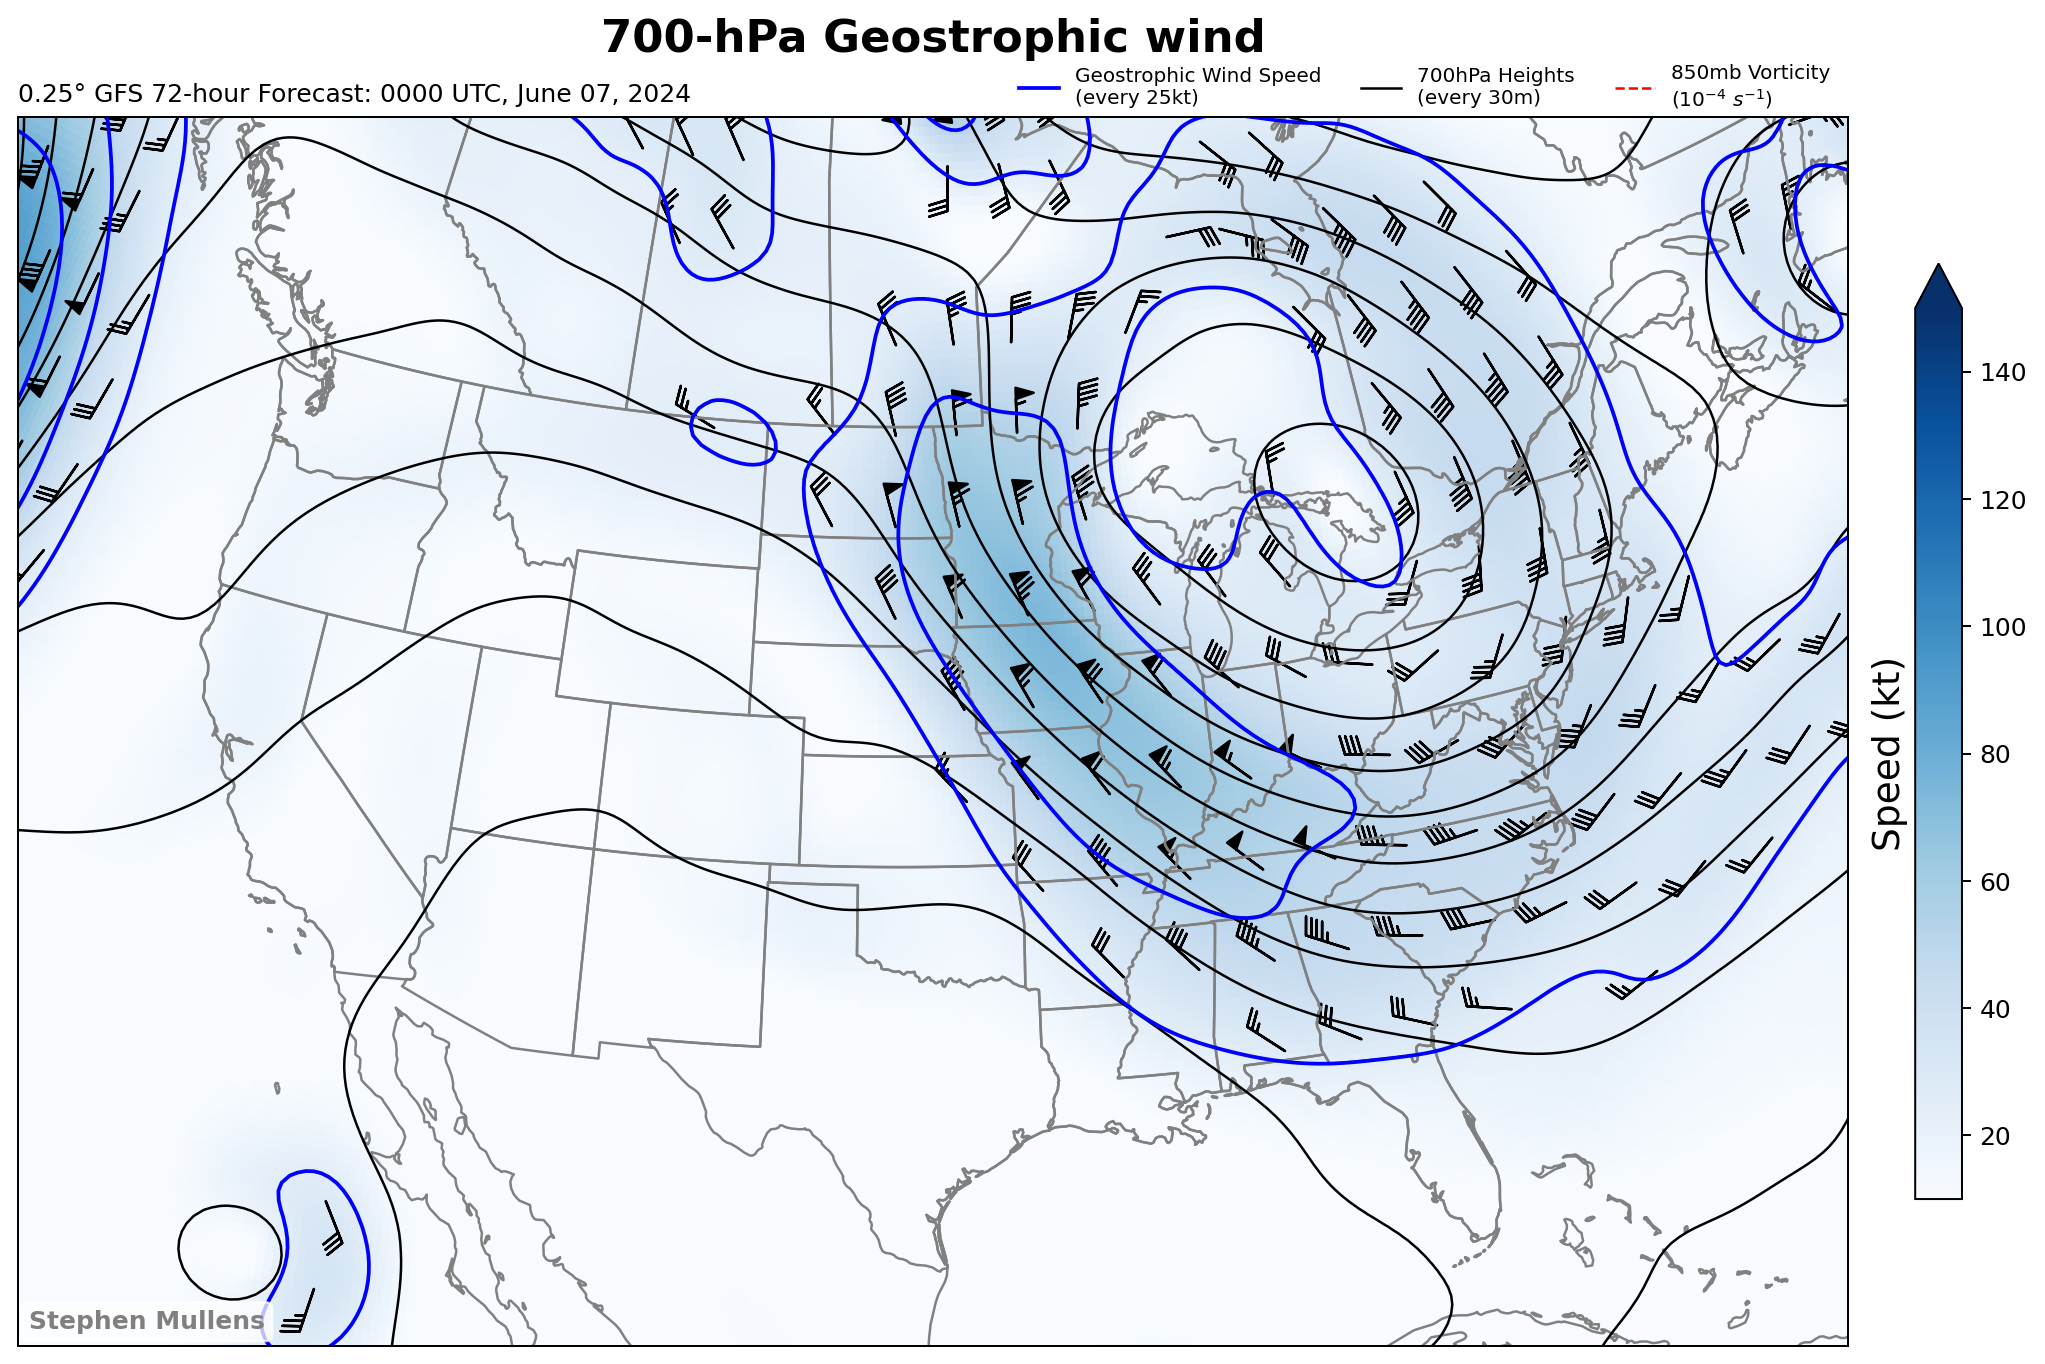 700-hPa Geostrophic wind
0.25° GFS 72-hour Forecast: 0000 UTC, June 07, 2024
Geostrophic Wind Speed
(every 25kt)
700hPa Heights
(every 30m)
850mb Vorticity
(10⁻⁴ s⁻¹)
140
120
100
80
60
40
20
Speed (kt)
Stephen Mullens